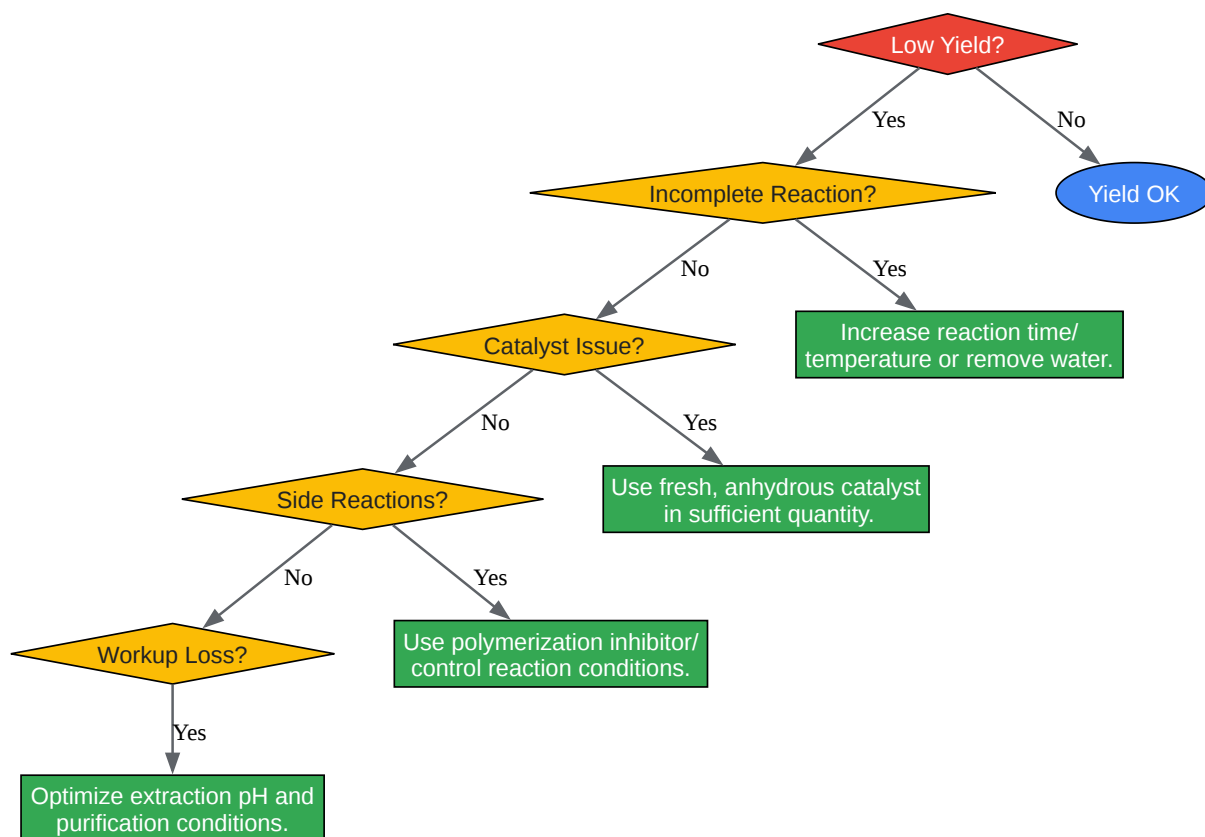 Low Yield?
Yes
No
Incomplete Reaction?
Yield OK
No
Yes
Catalyst Issue?
Increase reaction time/
temperature or remove water.
No
Yes
Side Reactions?
Use fresh, anhydrous catalyst
in sufficient quantity.
No
Yes
Workup Loss?
Use polymerization inhibitor/
control reaction conditions.
Yes
Optimize extraction pH and
purification conditions.